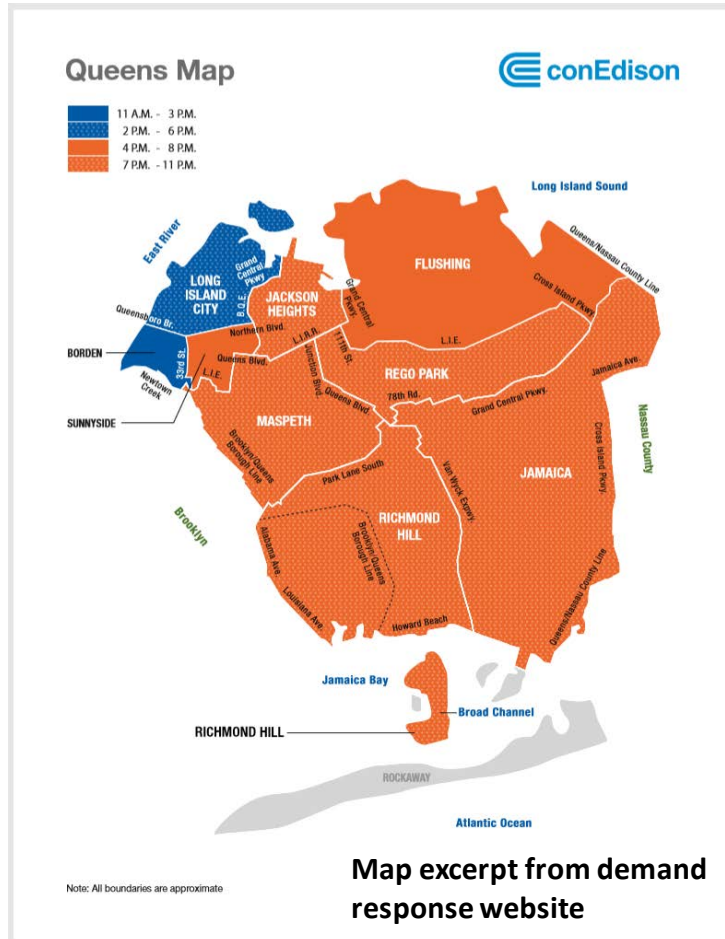 Queens Map
conEdison
11 A.M. - 3 P.M.
2 P.M. - 6 P.M.
4 P.M. - 8 P.M.
7 P.M. - 11 P.M.
Long Island Sound
East River
Queens/Nassau County Line
FLUSHING
LONG
ISLAND
CITY
Grand
Central
Pkwy
B.Q.E.
JACKSON
HEIGHTS
Grand Central
Pkwy.
Cross Island Pkwy
Queensboro Br.
Northern Blvd.
L.I.R.R.
111TH St.
L.I.E.
BORDEN
33rd St.
Queens Blvd.
L.I.E.
Junction Blvd.
REGO PARK
Jamaica Ave.
Newtown
Creek
Queens Blvd.
78th Rd.
Grand Central Pkwy.
SUNNYSIDE
MASPETH
Nassau County
Brooklyn/Queens
Borough Line
Cross Island Pkwy.
Park Lane South
Van Wyck Expwy.
JAMAICA
Brooklyn
RICHMOND
HILL
Brooklyn/Queens
Borough Line
Alabama Ave.
Louisiana Ave.
Howard Beach
Queens/Nassau County Line
Jamaica Bay
Broad Channel
RICHMOND HILL
ROCKAWAY
Atlantic Ocean
Map excerpt from demand
response website
Note: All boundaries are approximate